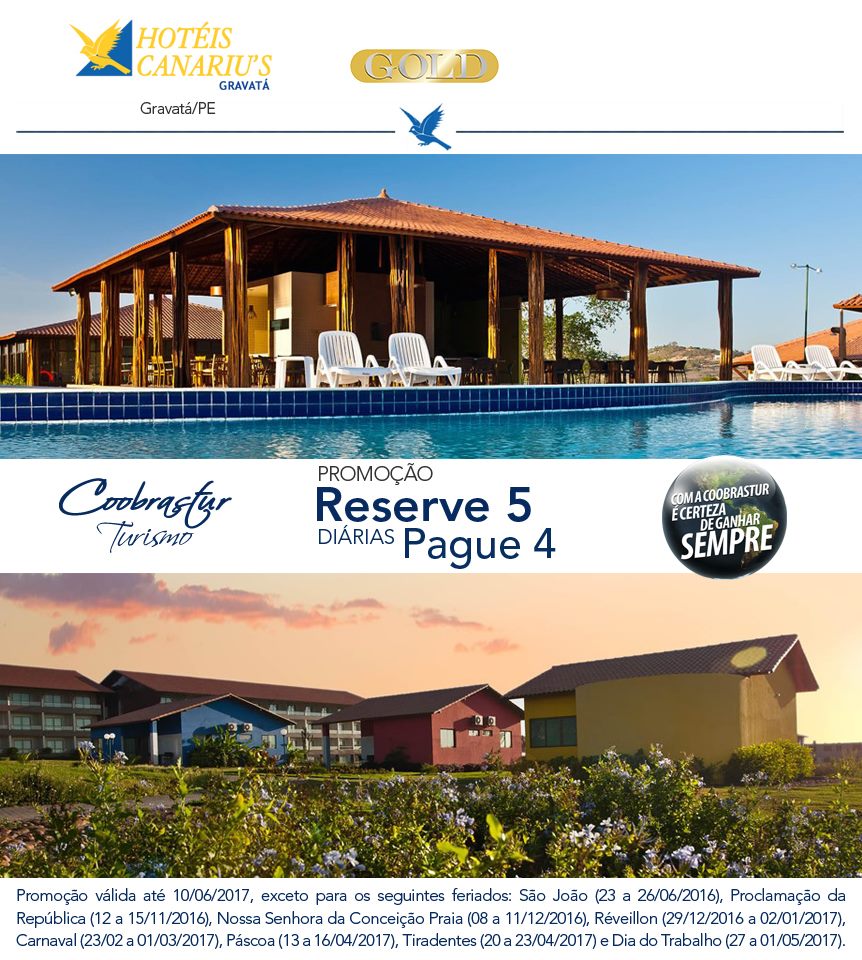 HOTÉIS
CANARIU'S
GRAVATÁ
GOLD
Gravatá/PE
Coobrastur
Turismo
PROMOÇÃO
Reserve 5
DIÁRIAS Pague 4
COM A COOBRASTUR
É CERTEZA
DE GANHAR
SEMPRE
Promoção válida até 10/06/2017, exceto para os seguintes feriados: São João (23 a 26/06/2016), Proclamação da
República (12 a 15/11/2016), Nossa Senhora da Conceição Praia (08 a 11/12/2016), Réveillon (29/12/2016 a 02/01/2017),
Carnaval (23/02 a 01/03/2017), Páscoa (13 a 16/04/2017), Tiradentes (20 a 23/04/2017) e Dia do Trabalho (27 a 01/05/2017).